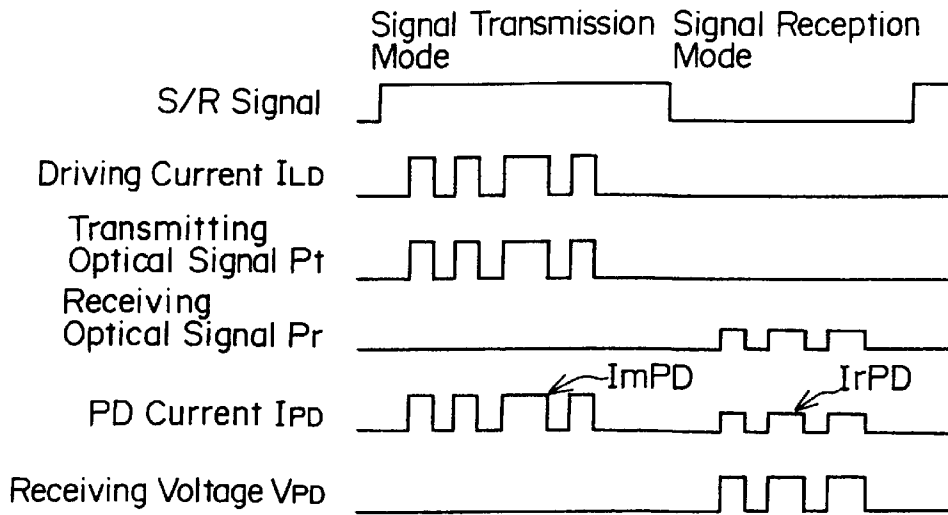 Signal Transmission Mode
Signal Reception Mode
S/R Signal
Driving Current ILD
Transmitting
Optical Signal Pt
Receiving
Optical Signal Pr
ImPD
IrPD
PD Current IPD
Receiving Voltage VPD